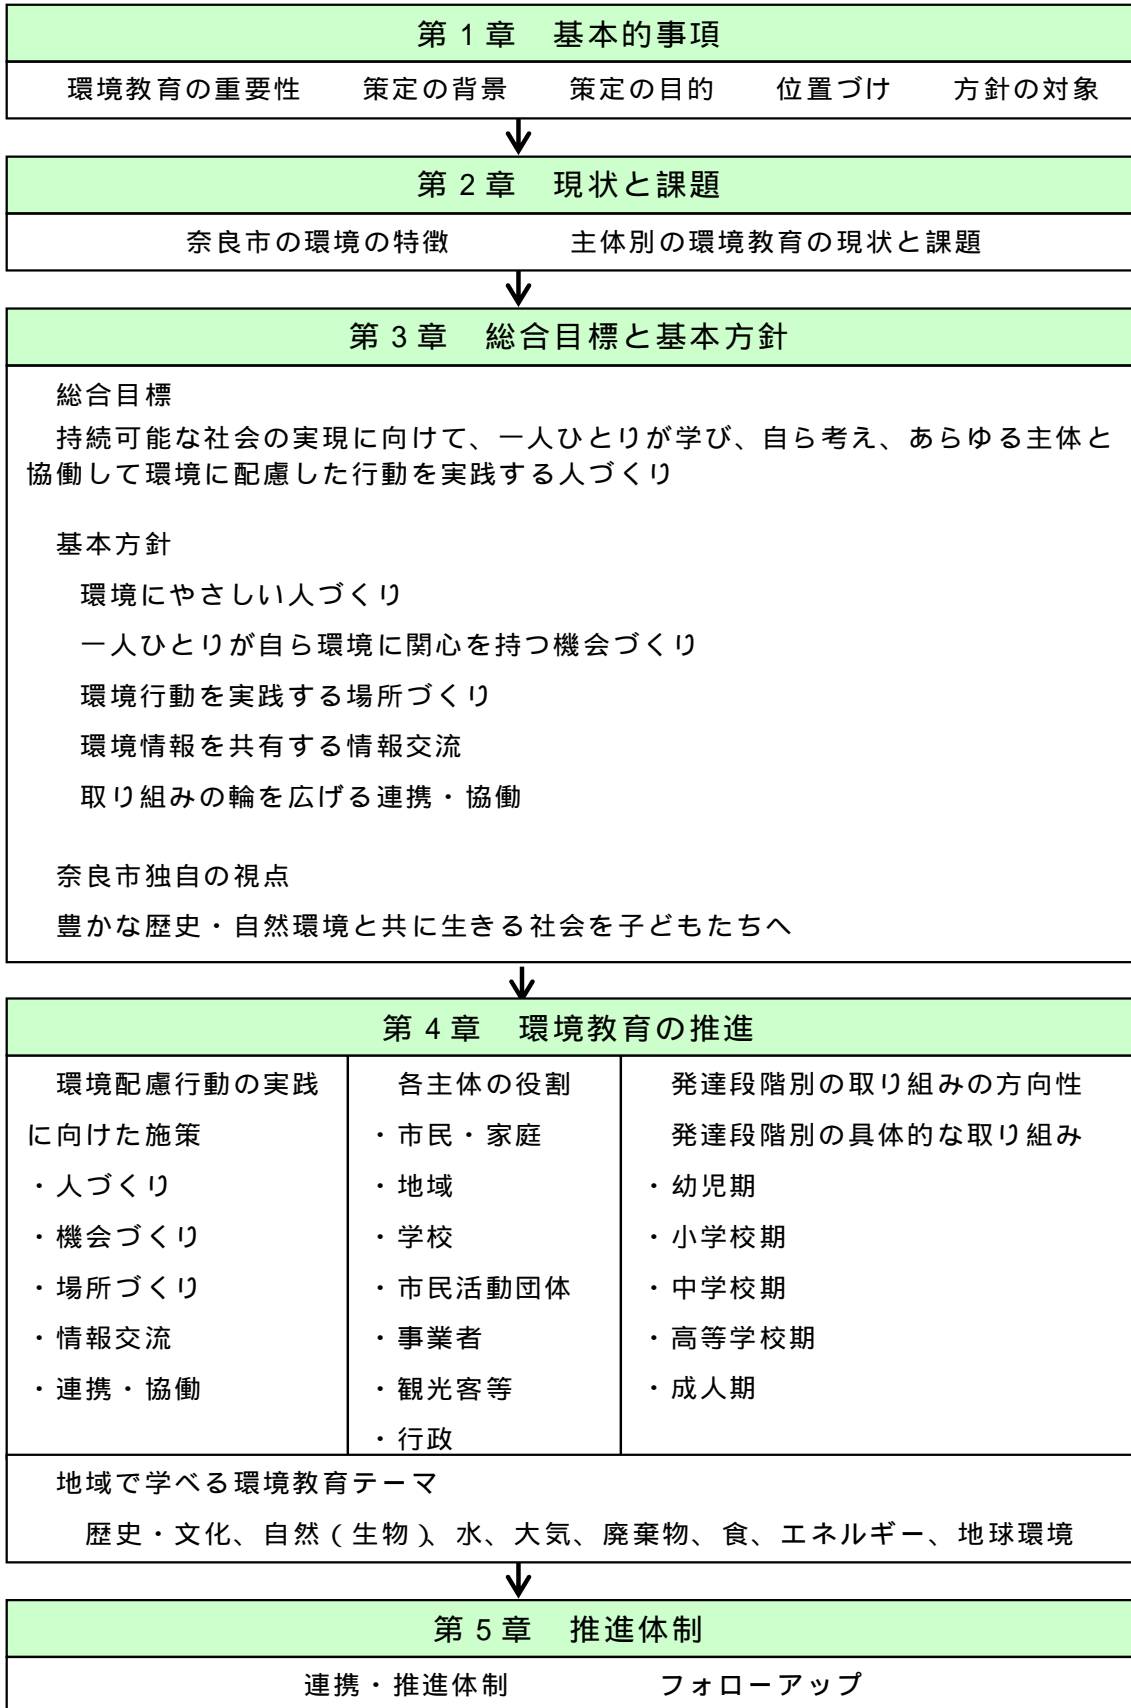 第１章　基本的事項
環境教育の重要性　策定の背景　策定の目的　位置づけ　方針の対象
第２章　現状と課題
奈良市の環境の特徴　主体別の環境教育の現状と課題
第３章　総合目標と基本方針
総合目標
持続可能な社会の実現に向けて、一人ひとりが学び、自ら考え、あらゆる主体と
協働して環境に配慮した行動を実践する人づくり
基本方針
環境にやさしい人づくり
一人ひとりが自ら環境に関心を持つ機会づくり
環境行動を実践する場所づくり
環境情報を共有する情報交流
取り組みの輪を広げる連携・協働
奈良市独自の視点
豊かな歴史・自然環境と共に生きる社会を子どもたちへ
第４章　環境教育の推進
環境配慮行動の実践
に向けた施策
・人づくり
・機会づくり
・場所づくり
・情報交流
・連携・協働
各主体の役割
・市民・家庭
・地域
・学校
・市民活動団体
・事業者
・観光客等
・行政
発達段階別の取り組みの方向性
発達段階別の具体的な取り組み
・幼児期
・小学校期
・中学校期
・高等学校期
・成人期
地域で学べる環境教育テーマ
歴史・文化、自然（生物）、水、大気、廃棄物、食、エネルギー、地球環境
第５章　推進体制
連携・推進体制　フォローアップ